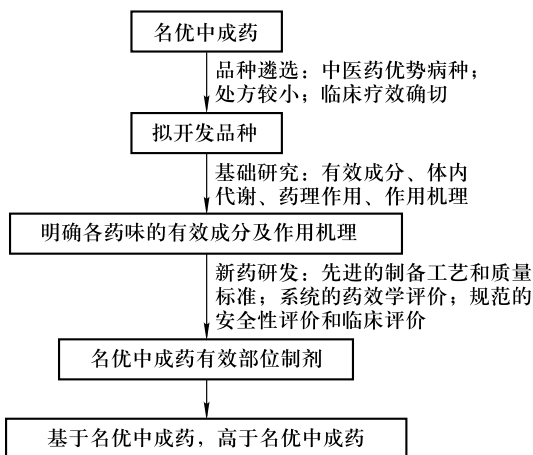 名优中成药
品种遴选：中医药优势病种；
处方较小；临床疗效确切
拟开发品种
基础研究：有效成分、体内
代谢、药理作用、作用机理
明确各药味的有效成分及作用机理
新药研发：先进的制备工艺和质量
标准；系统的药效学评价；规范的
安全性评价和临床评价
名优中成药有效部位制剂
基于名优中成药，高于名优中成药